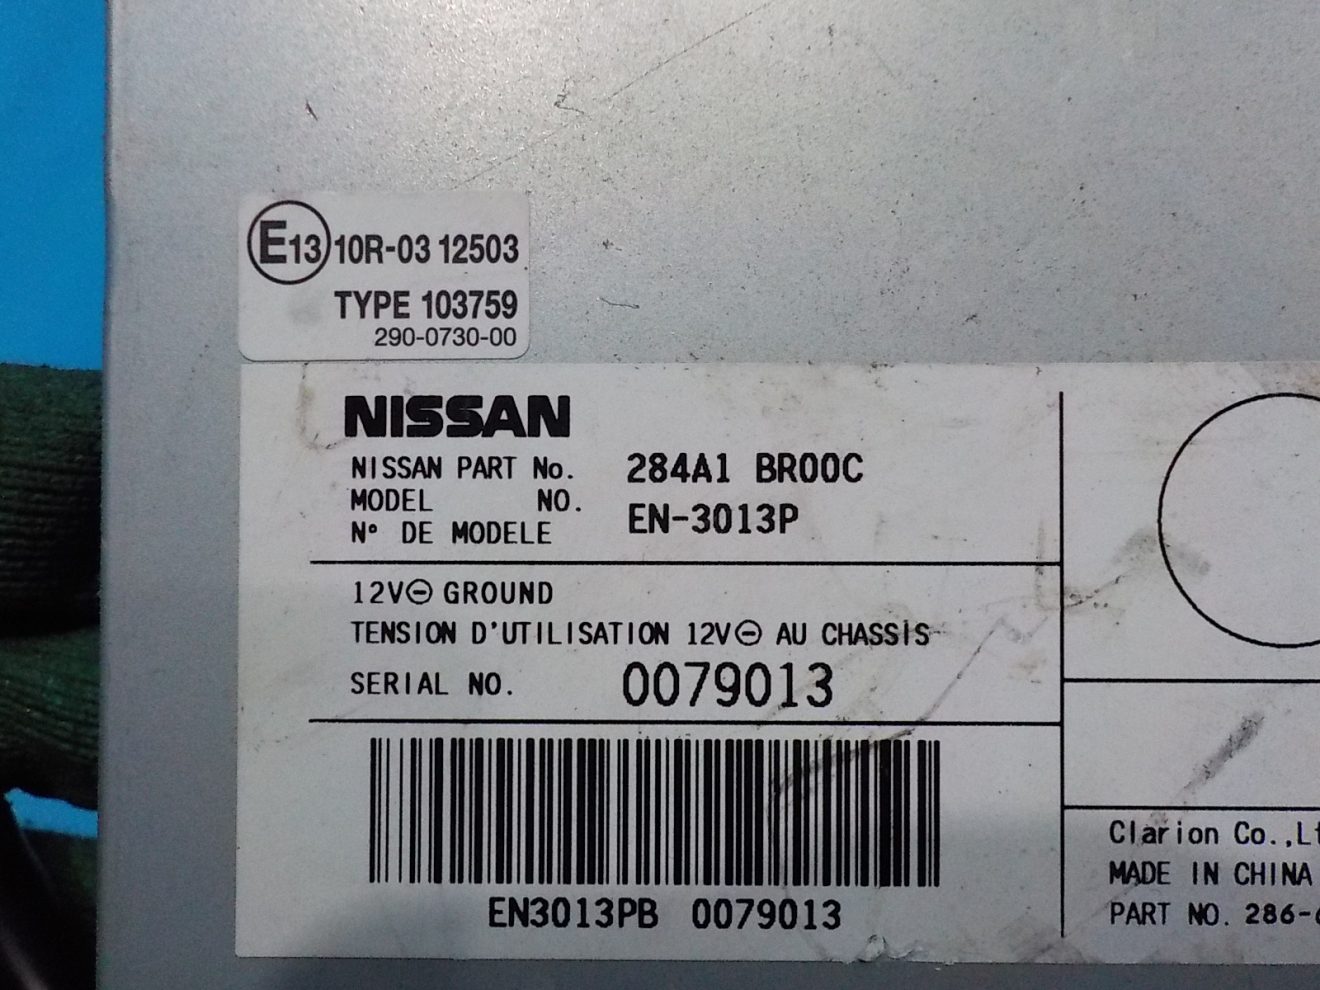 E13 10R-03 12503
TYPE 103759
290-0730-00
NISSAN
NISSAN PART No. 284A1 BR00C
MODEL NO.
N° DE MODELE EN-3013P
12V⊖ GROUND
TENSION D'UTILISATION 12V⊖ AU CHASSIS
SERIAL NO. 0079013
EN3013PB 0079013
Clarion Co.,Lt
MADE IN CHINA
PART NO. 286-